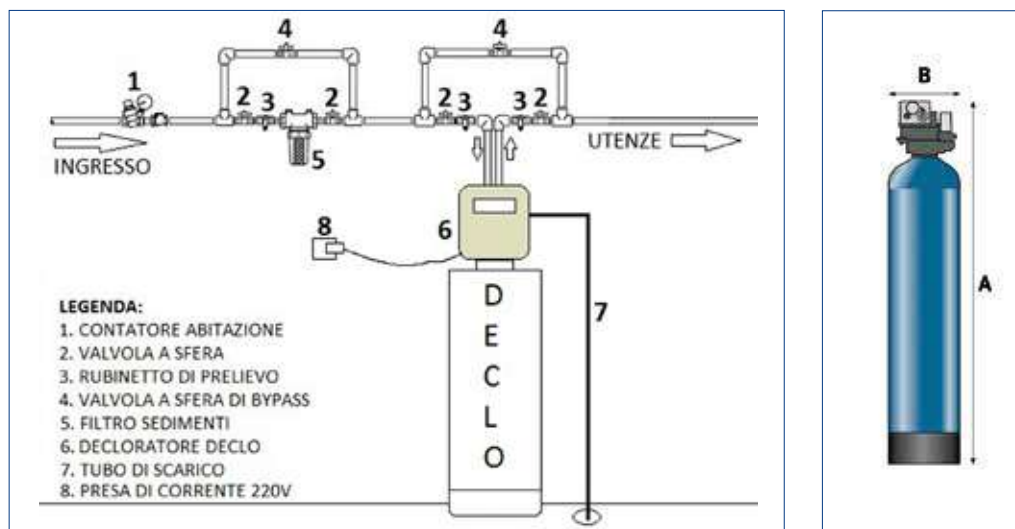 4
4
1
2
3
2
2
3
3
2
INGRESSO
5
UTENZE
8
6
7
DECLO
LEGENDA:
1. CONTATORE ABITAZIONE
2. VALVOLA A SFERA
3. RUBINETTO DI PRELIEVO
4. VALVOLA A SFERA DI BYPASS
5. FILTRO SEDIMENTI
6. DECLORATORE DECLO
7. TUBO DI SCARICO
8. PRESA DI CORRENTE 220V
B
A